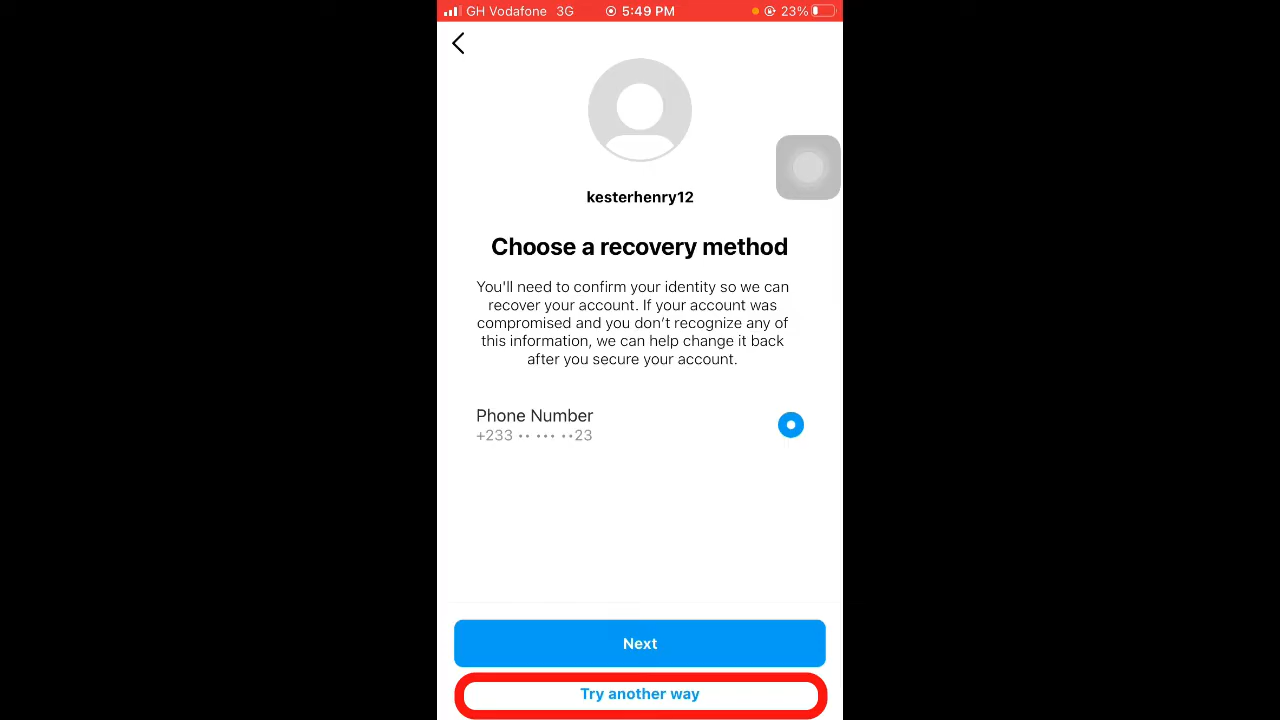 GH Vodafone 3G 5:49 PM 23%
kesterhenry12
Choose a recovery method
You'll need to confirm your identity so we can
recover your account. If your account was
compromised and you don’t recognize any of
this information, we can help change it back
after you secure your account.
Phone Number
+233 •• ••• ••23
Next
Try another way